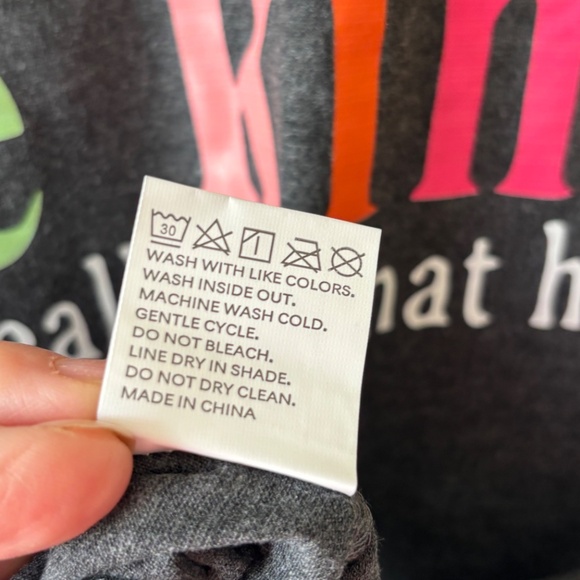 30
WASH WITH LIKE COLORS.
WASH INSIDE OUT.
MACHINE WASH COLD.
GENTLE CYCLE.
DO NOT BLEACH.
LINE DRY IN SHADE.
DO NOT DRY CLEAN.
MADE IN CHINA